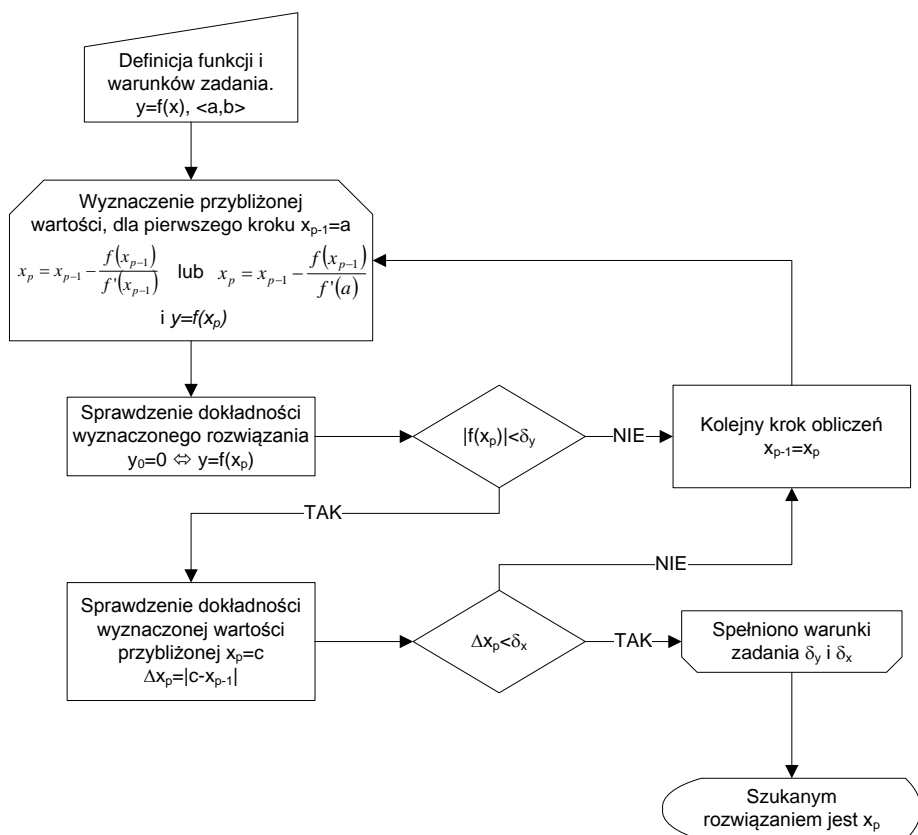 Definicja funkcji i
warunków zadania.
y=f(x), <a,b>
Wyznaczenie przybliżonej
wartości, dla pierwszego kroku xₚ₋₁=a
xₚ = xₚ₋₁ − f(xₚ₋₁)/f'(xₚ₋₁) lub xₚ = xₚ₋₁ − f(xₚ₋₁)/f'(a)
i y=f(xₚ)
Sprawdzenie dokładności
wyznaczonego rozwiązania
y₀=0 ⇔ y=f(xₚ)
|f(xₚ)|<δy
NIE
Kolejny krok obliczeń
xₚ₋₁=xₚ
TAK
NIE
Sprawdzenie dokładności
wyznaczonej wartości
przybliżonej xₚ=c
Δxₚ=|c-xₚ₋₁|
Δxₚ<δₓ
TAK
Spełniono warunki
zadania δy i δₓ
Szukanym
rozwiązaniem jest xₚ